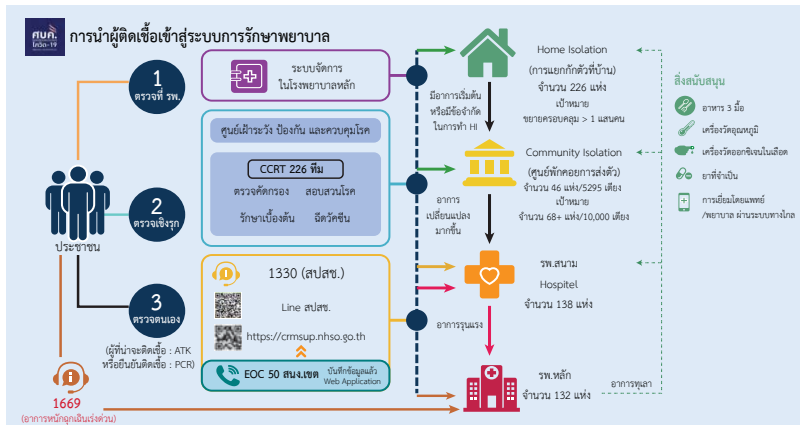 ศบค.
โควิด-19
การนำผู้ติดเชื้อเข้าสู่ระบบการรักษาพยาบาล
ประชาชน
1
ตรวจที่ รพ.
2
ตรวจเชิงรุก
3
ตรวจตนเอง
(ผู้ที่น่าจะติดเชื้อ : ATK
หรือยืนยันติดเชื้อ : PCR)
1669
(อาการหนักฉุกเฉินเร่งด่วน)
ระบบจัดการ
ในโรงพยาบาลหลัก
ศูนย์เฝ้าระวัง ป้องกัน และควบคุมโรค
CCRT 226 ทีม
ตรวจคัดกรอง สอบสวนโรค
รักษาเบื้องต้น ฉีดวัคซีน
1330 (สปสช.)
Line สปสช.
https://crmsup.nhso.go.th
EOC 50 สนง.เขต
บันทึกข้อมูลแล้ว
Web Application
มีอาการเริ่มต้น
หรือมีข้อจำกัด
ในการทำ HI
อาการ
เปลี่ยนแปลง
มากขึ้น
อาการรุนแรง
Home Isolation
(การแยกกักตัวที่บ้าน)
จำนวน 226 แห่ง
เป้าหมาย
ขยายครอบคลุม > 1 แสนคน
Community Isolation
(ศูนย์พักคอยการส่งตัว)
จำนวน 46 แห่ง/5295 เตียง
เป้าหมาย
จำนวน 68+ แห่ง/10,000 เตียง
รพ.สนาม
Hospitel
จำนวน 138 แห่ง
รพ.หลัก
จำนวน 132 แห่ง
อาการทุเลา
สิ่งสนับสนุน
อาหาร 3 มื้อ
เครื่องวัดอุณหภูมิ
เครื่องวัดออกซิเจนในเลือด
ยาที่จำเป็น
การเยี่ยมโดยแพทย์
/พยาบาล ผ่านระบบทางไกล